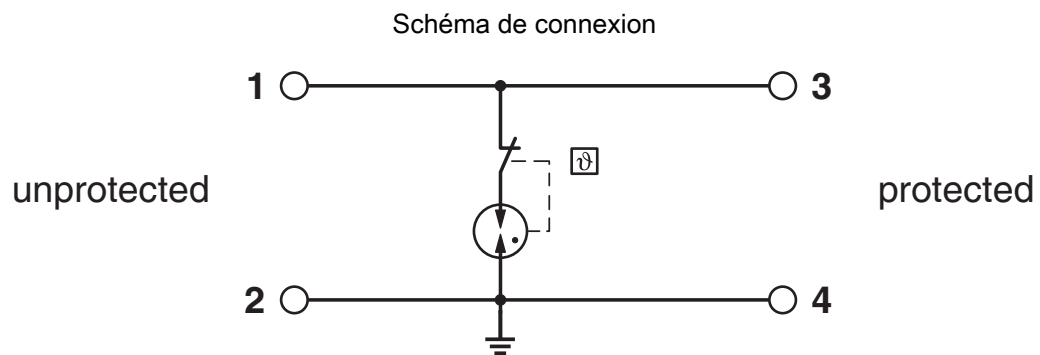 Schéma de connexion
1 3
ϑ
unprotected protected
2 4